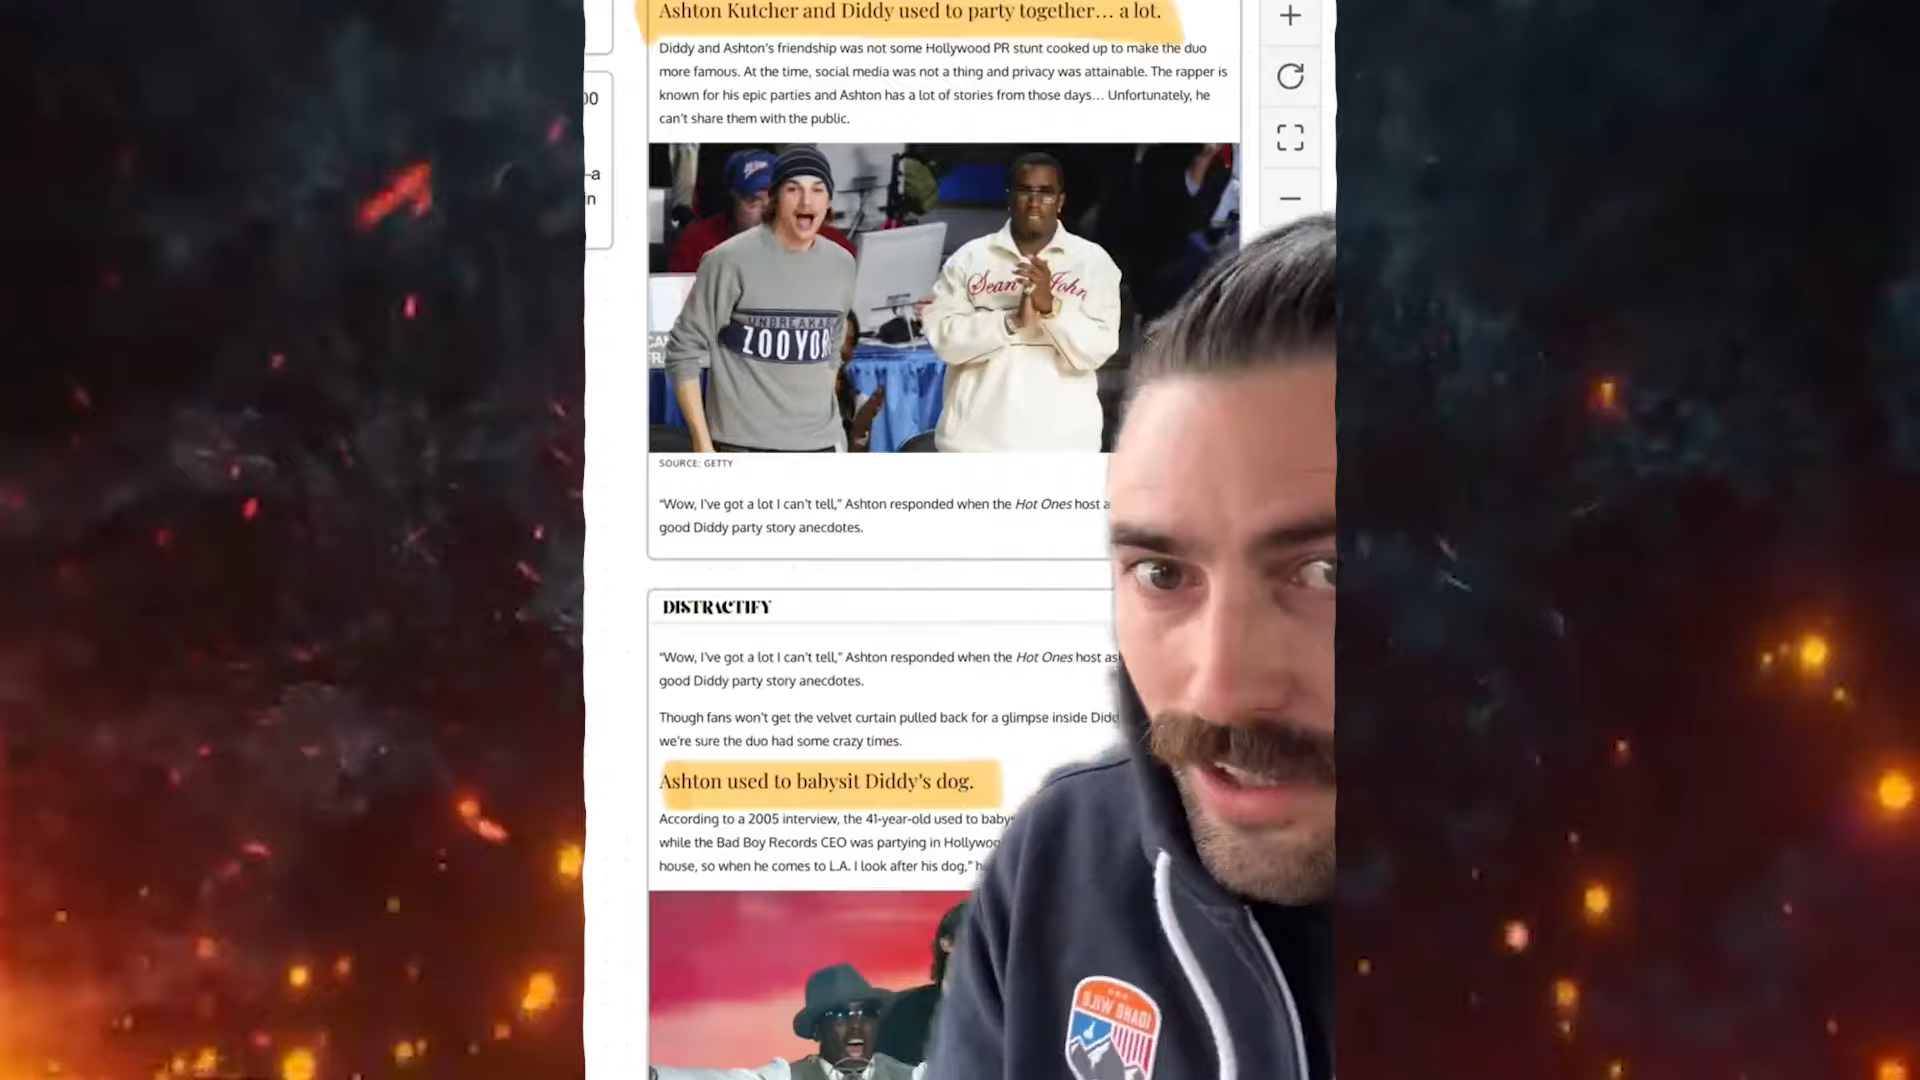 Ashton Kutcher and Diddy used to party together… a lot.
Diddy and Ashton's friendship was not some Hollywood PR stunt cooked up to make the duo
more famous. At the time, social media was not a thing and privacy was attainable. The rapper is
known for his epic parties and Ashton has a lot of stories from those days… Unfortunately, he
can't share them with the public.
00
-a
in
UNBREAKA
ZOO YOR
Sean John
SOURCE: GETTY
"Wow, I've got a lot I can't tell," Ashton responded when the Hot Ones host a
good Diddy party story anecdotes.
DISTRACTIFY
"Wow, I've got a lot I can't tell," Ashton responded when the Hot Ones host as
good Diddy party story anecdotes.
Though fans won't get the velvet curtain pulled back for a glimpse inside Didd
we're sure the duo had some crazy times.
Ashton used to babysit Diddy's dog.
According to a 2005 interview, the 41-year-old used to baby
while the Bad Boy Records CEO was partying in Hollywoo
house, so when he comes to L.A. I look after his dog," h
IDAHO WILD